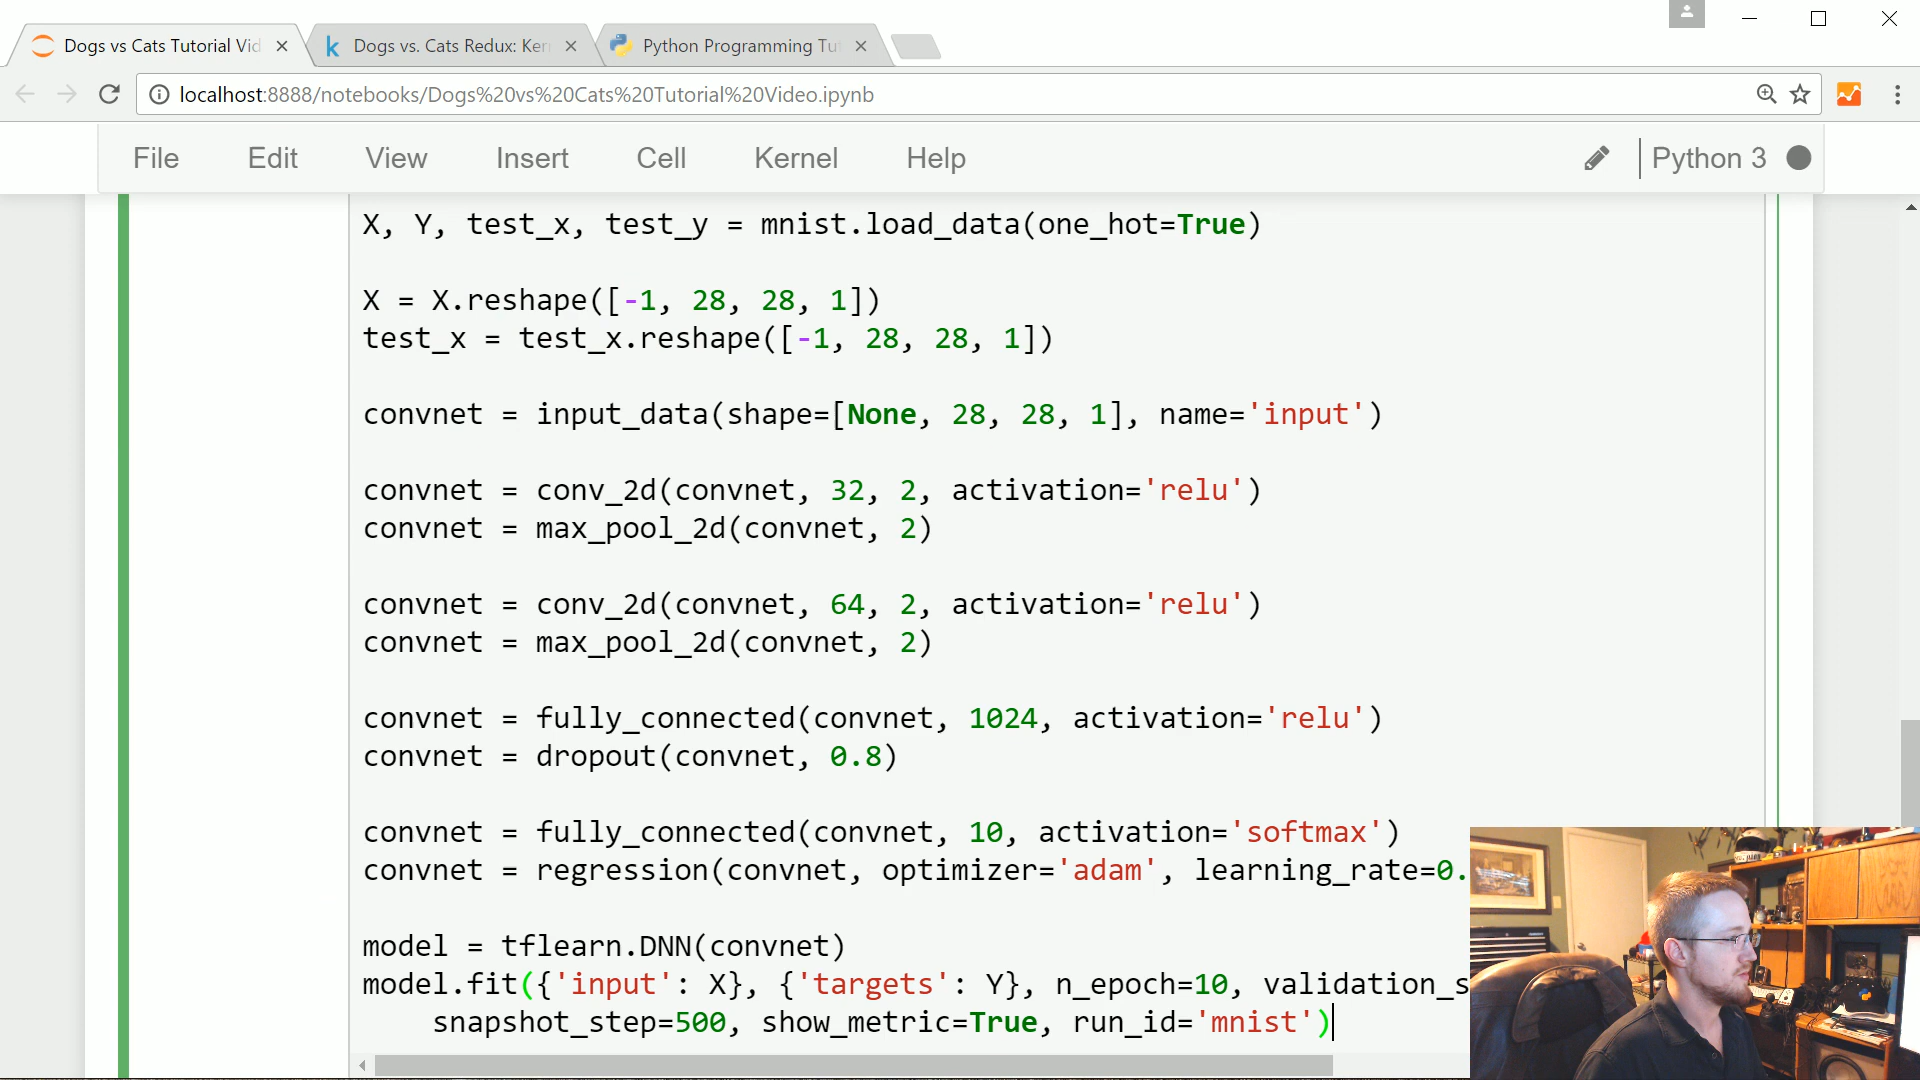 Dogs vs Cats Tutorial Vid
Dogs vs. Cats Redux: Ker
Python Programming Tut
localhost:8888/notebooks/Dogs%20vs%20Cats%20Tutorial%20Video.ipynb
File Edit View Insert Cell Kernel Help Python 3
X, Y, test_x, test_y = mnist.load_data(one_hot=True)
X = X.reshape([-1, 28, 28, 1])
test_x = test_x.reshape([-1, 28, 28, 1])
convnet = input_data(shape=[None, 28, 28, 1], name='input')
convnet = conv_2d(convnet, 32, 2, activation='relu')
convnet = max_pool_2d(convnet, 2)
convnet = conv_2d(convnet, 64, 2, activation='relu')
convnet = max_pool_2d(convnet, 2)
convnet = fully_connected(convnet, 1024, activation='relu')
convnet = dropout(convnet, 0.8)
convnet = fully_connected(convnet, 10, activation='softmax')
convnet = regression(convnet, optimizer='adam', learning_rate=0.
model = tflearn.DNN(convnet)
model.fit({'input': X}, {'targets': Y}, n_epoch=10, validation_s
snapshot_step=500, show_metric=True, run_id='mnist')